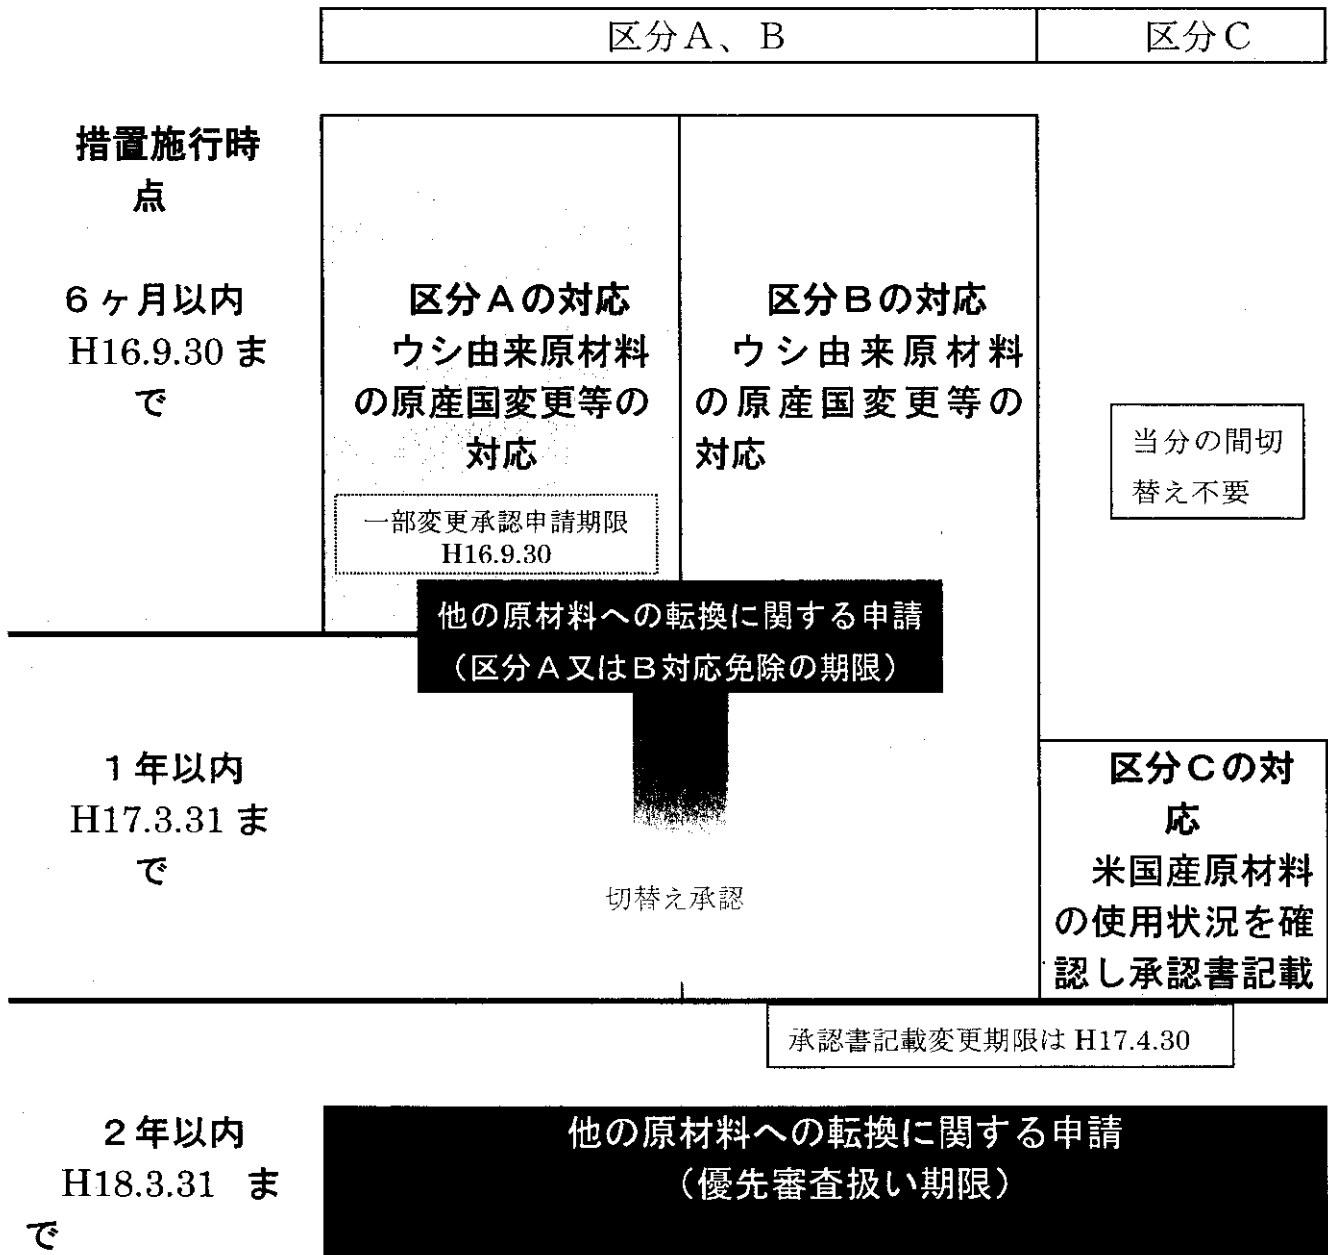 区分A、B
区分C
措置施行時
点
6ヶ月以内
H16.9.30 ま
で
区分Aの対応
ウシ由来原材料
の原産国変更等の
対応
一部変更承認申請期限
H16.9.30
区分Bの対応
ウシ由来原材料
の原産国変更等の
対応
当分の間切
替え不要
他の原材料への転換に関する申請
(区分A又はB対応免除の期限)
1年以内
H17.3.31 ま
で
切替え承認
区分Cの対
応
米国産原材料
の使用状況を確
認し承認書記載
承認書記載変更期限は H17.4.30
2年以内
H18.3.31 ま
で
他の原材料への転換に関する申請
(優先審査扱い期限)